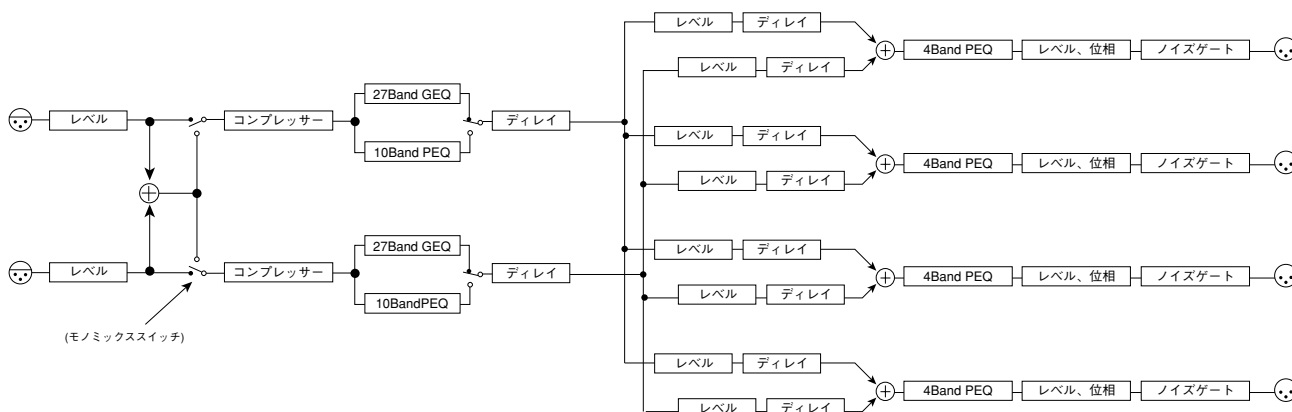 レベル
ディレイ
4Band PEQ
レベル、位相
ノイズゲート
レベル
ディレイ
レベル
コンプレッサー
27Band GEQ
10Band PEQ
ディレイ
レベル
ディレイ
4Band PEQ
レベル、位相
ノイズゲート
レベル
ディレイ
レベル
コンプレッサー
27Band GEQ
10BandPEQ
ディレイ
(モノミックススイッチ)
レベル
ディレイ
4Band PEQ
レベル、位相
ノイズゲート
レベル
ディレイ
レベル
ディレイ
4Band PEQ
レベル、位相
ノイズゲート
レベル
ディレイ